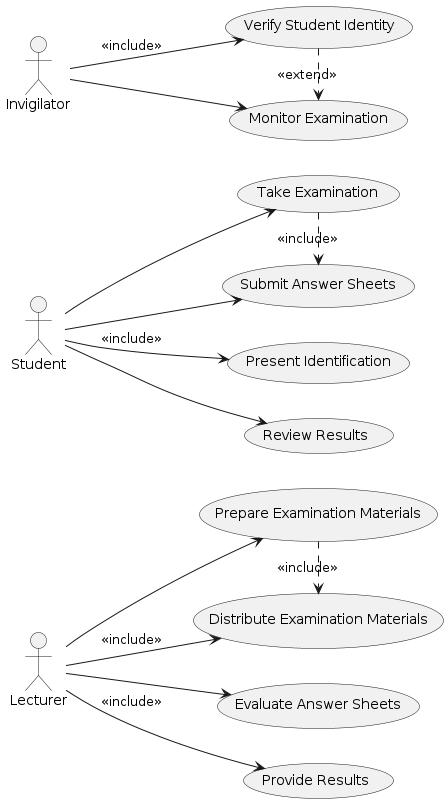 Verify Student Identity
«include»
«extend»
Invigilator
Monitor Examination
Take Examination
«include»
Submit Answer Sheets
«include»
Present Identification
Student
Review Results
Prepare Examination Materials
«include»
Distribute Examination Materials
«include»
Evaluate Answer Sheets
Lecturer
«include»
Provide Results